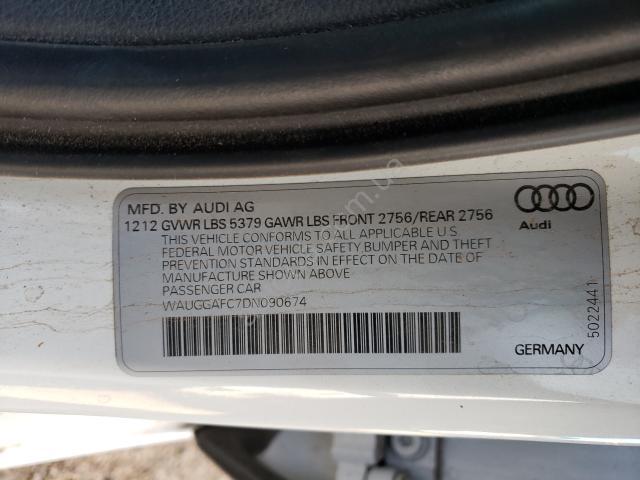 MFD. BY AUDI AG
1212 GVWR LBS 5379 GAWR LBS FRONT 2756/REAR 2756
THIS VEHICLE CONFORMS TO ALL APPLICABLE U S
FEDERAL MOTOR VEHICLE SAFETY, BUMPER AND THEFT
PREVENTION STANDARDS IN EFFECT ON THE DATE OF
MANUFACTURE SHOWN ABOVE.
PASSENGER CAR
WAUGGAFC7DN090674
Audi
5022441
GERMANY